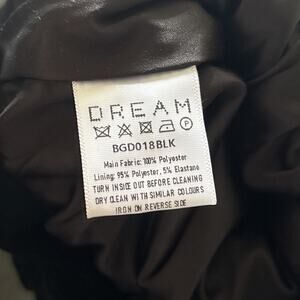 DREAM
P
BGD018BLK
Main Fabric: 100% Polyester
Lining: 95% Polyester, 5% Elastane
TURN INSIDE OUT BEFORE CLEANING
DRY CLEAN WITH SIMILAR COLOURS
IRON ON REVERSE SIDE